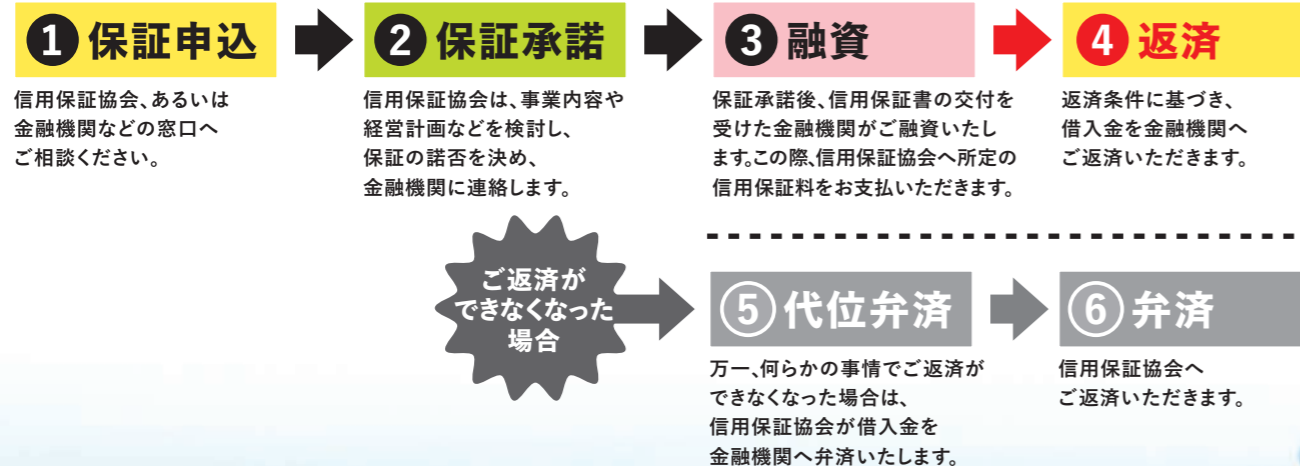 ❶保証申込
信用保証協会、あるいは
金融機関などの窓口へ
ご相談ください。
❷保証承諾
信用保証協会は、事業内容や
経営計画などを検討し、
保証の諾否を決め、
金融機関に連絡します。
❸融資
保証承諾後、信用保証書の交付を
受けた金融機関がご融資いたし
ます。この際、信用保証協会へ所定の
信用保証料をお支払いただきます。
❹返済
返済条件に基づき、
借入金を金融機関へ
ご返済いただきます。
ご返済が
できなくなった
場合
⑤代位弁済
万一、何らかの事情でご返済が
できなくなった場合は、
信用保証協会が借入金を
金融機関へ弁済いたします。
⑥弁済
信用保証協会へ
ご返済いただきます。